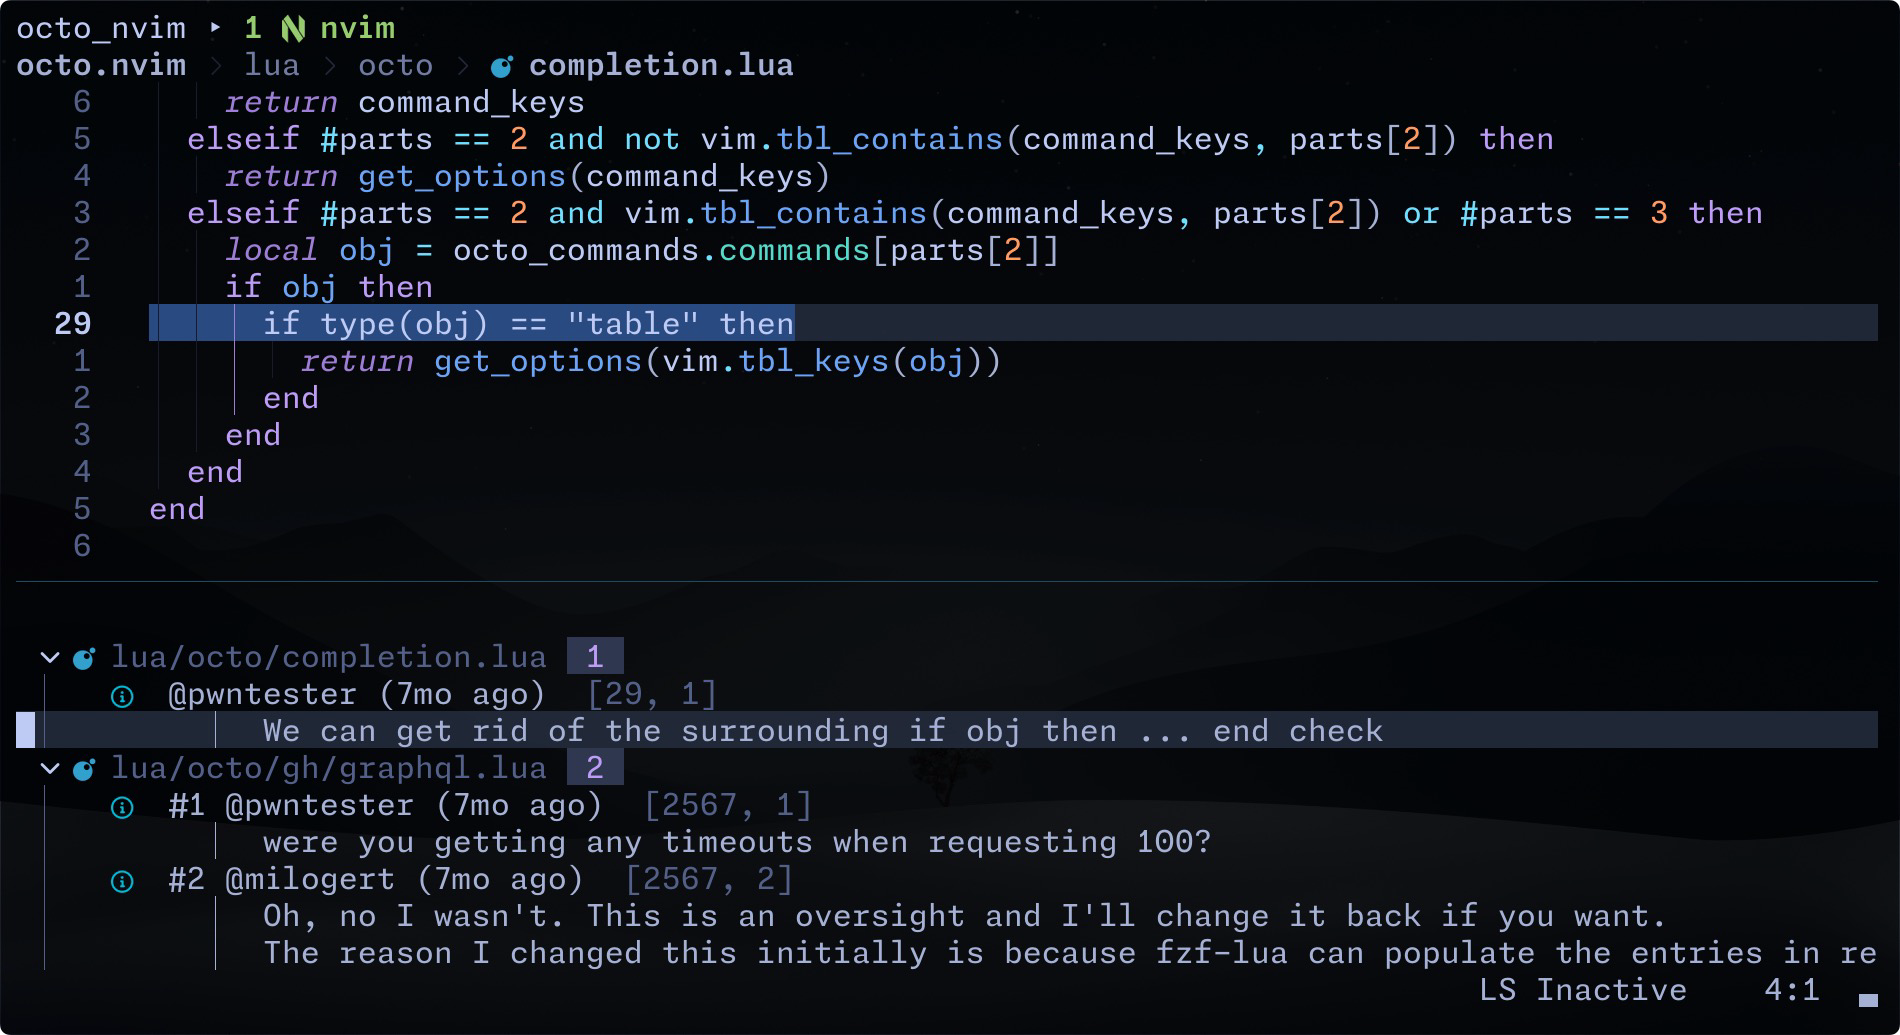 octo_nvim ‣ 1 nvim
octo.nvim > lua > octo > completion.lua
6 return command_keys
5 elseif #parts == 2 and not vim.tbl_contains(command_keys, parts[2]) then
4 return get_options(command_keys)
3 elseif #parts == 2 and vim.tbl_contains(command_keys, parts[2]) or #parts == 3 then
2 local obj = octo_commands.commands[parts[2]]
1 if obj then
29 if type(obj) == "table" then
1 return get_options(vim.tbl_keys(obj))
2 end
3 end
4 end
5 end
6
lua/octo/completion.lua 1
@pwntester (7mo ago) [29, 1]
We can get rid of the surrounding if obj then ... end check
lua/octo/gh/graphql.lua 2
#1 @pwntester (7mo ago) [2567, 1]
were you getting any timeouts when requesting 100?
#2 @milogert (7mo ago) [2567, 2]
Oh, no I wasn't. This is an oversight and I'll change it back if you want.
The reason I changed this initially is because fzf-lua can populate the entries in re
LS Inactive 4:1